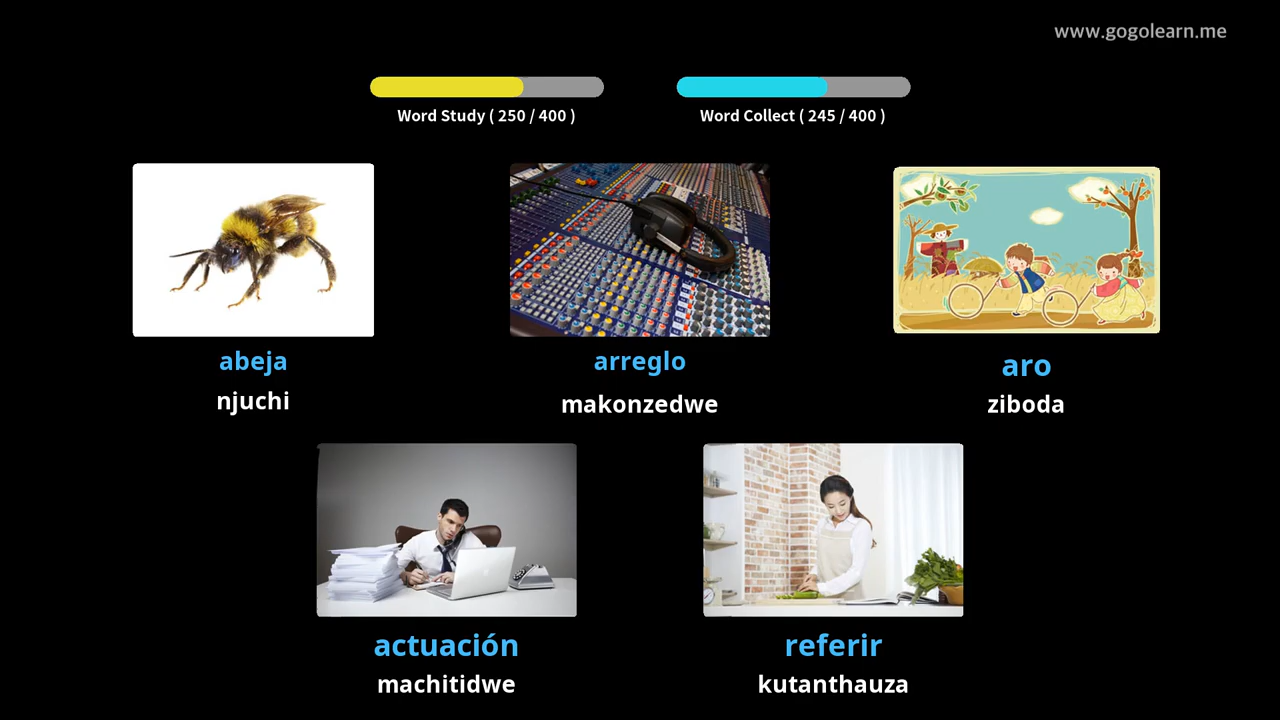 www.gogolearn.me
Word Study ( 250 / 400 )
Word Collect ( 245 / 400 )
abeja
njuchi
arreglo
makonzedwe
aro
ziboda
actuación
machitidwe
referir
kutanthauza